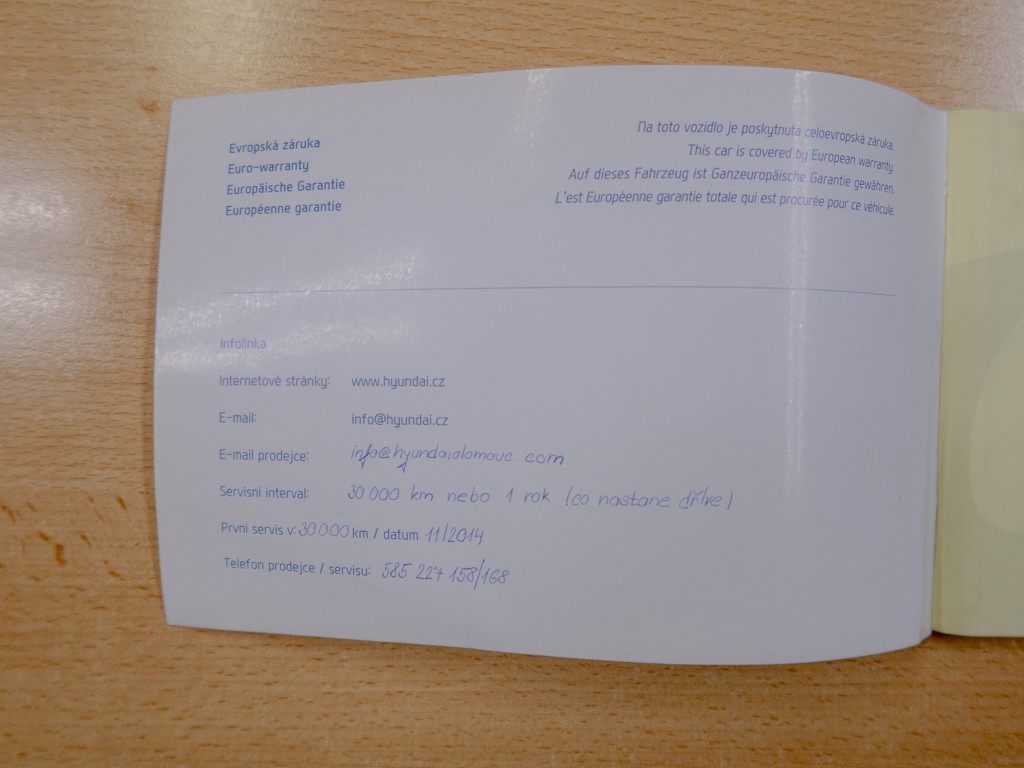 Evropská záruka
Euro-warranty
Europäische Garantie
Européenne garantie
Na toto vozidlo je poskytnuta celoevropská záruka.
This car is covered by European warranty.
Auf dieses Fahrzeug ist Ganzeuropäische Garantie gewähren.
L'est Européenne garantie totale qui est procurée pour ce véhicule.
Infolinka:
Internetové stránky: www.hyundai.cz
E-mail: info@hyundai.cz
E-mail prodejce: info@hyundaiolomouc.com
Servisní interval: 30 000 km nebo 1 rok (co nastane dříve)
První servis v: 30 000 km / datum 11/2014
Telefon prodejce / servisu: 585 227 158/168